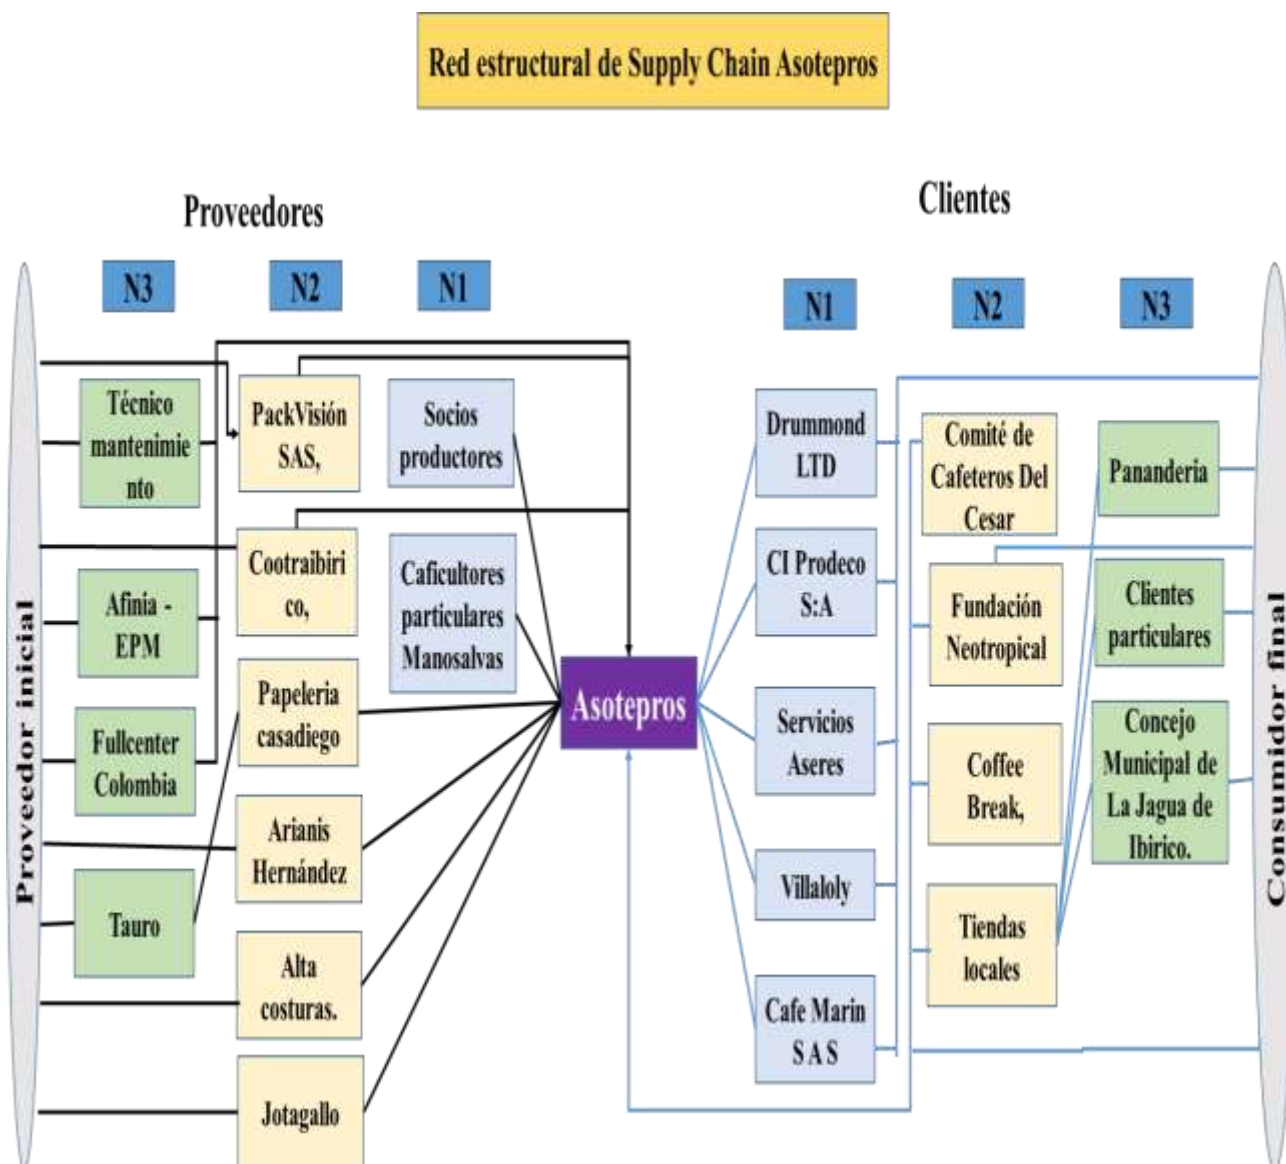 Red estructural de Supply Chain Asotepros
Proveedores
Clientes
N3
N2
N1
N1
N2
N3
Proveedor inicial
Técnico
mantenimie
nto
Afinia -
EPM
Fullcenter
Colombia
Tauro
PackVisión
SAS,
Cootraibiri
co,
Papeleria
casadiego
Arianis
Hernández
Alta
costuras.
Jotagallo
Socios
productores
Caficultores
particulares
Manosalvas
Asotepros
Drummond
LTD
CI Prodeco
S:A
Servicios
Aseres
Villaloly
Cafe Marin
S A S
Comité de
Cafeteros Del
Cesar
Fundación
Neotropical
Coffee
Break,
Tiendas
locales
Pananderia
Clientes
particulares
Concejo
Municipal de
La Jagua de
Ibirico.
Consumidor final